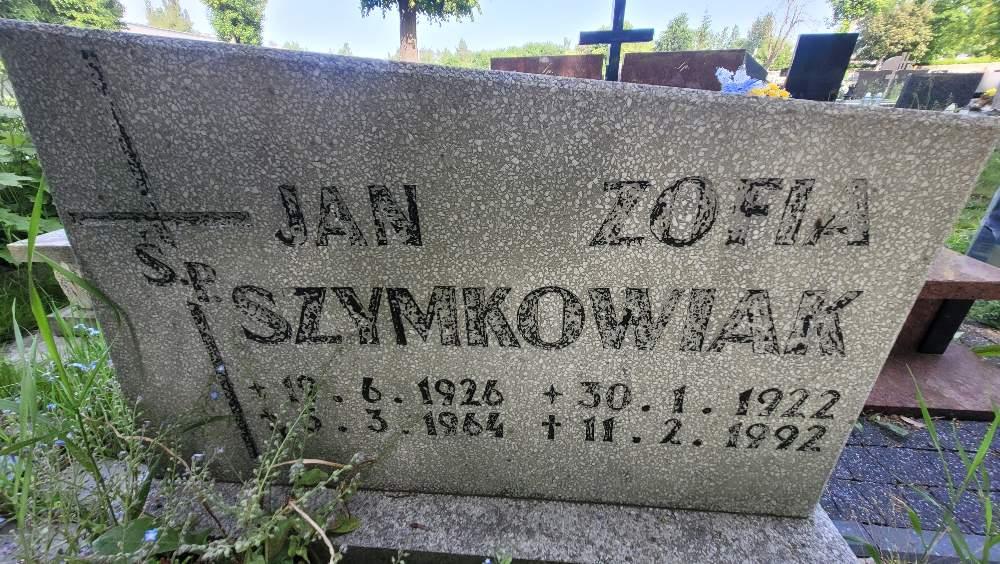 JAN ZOFIA
Ś.P.
SZYMKOWIAK
6.1926 + 30.1.1922
3.1964 + 11.2.1992